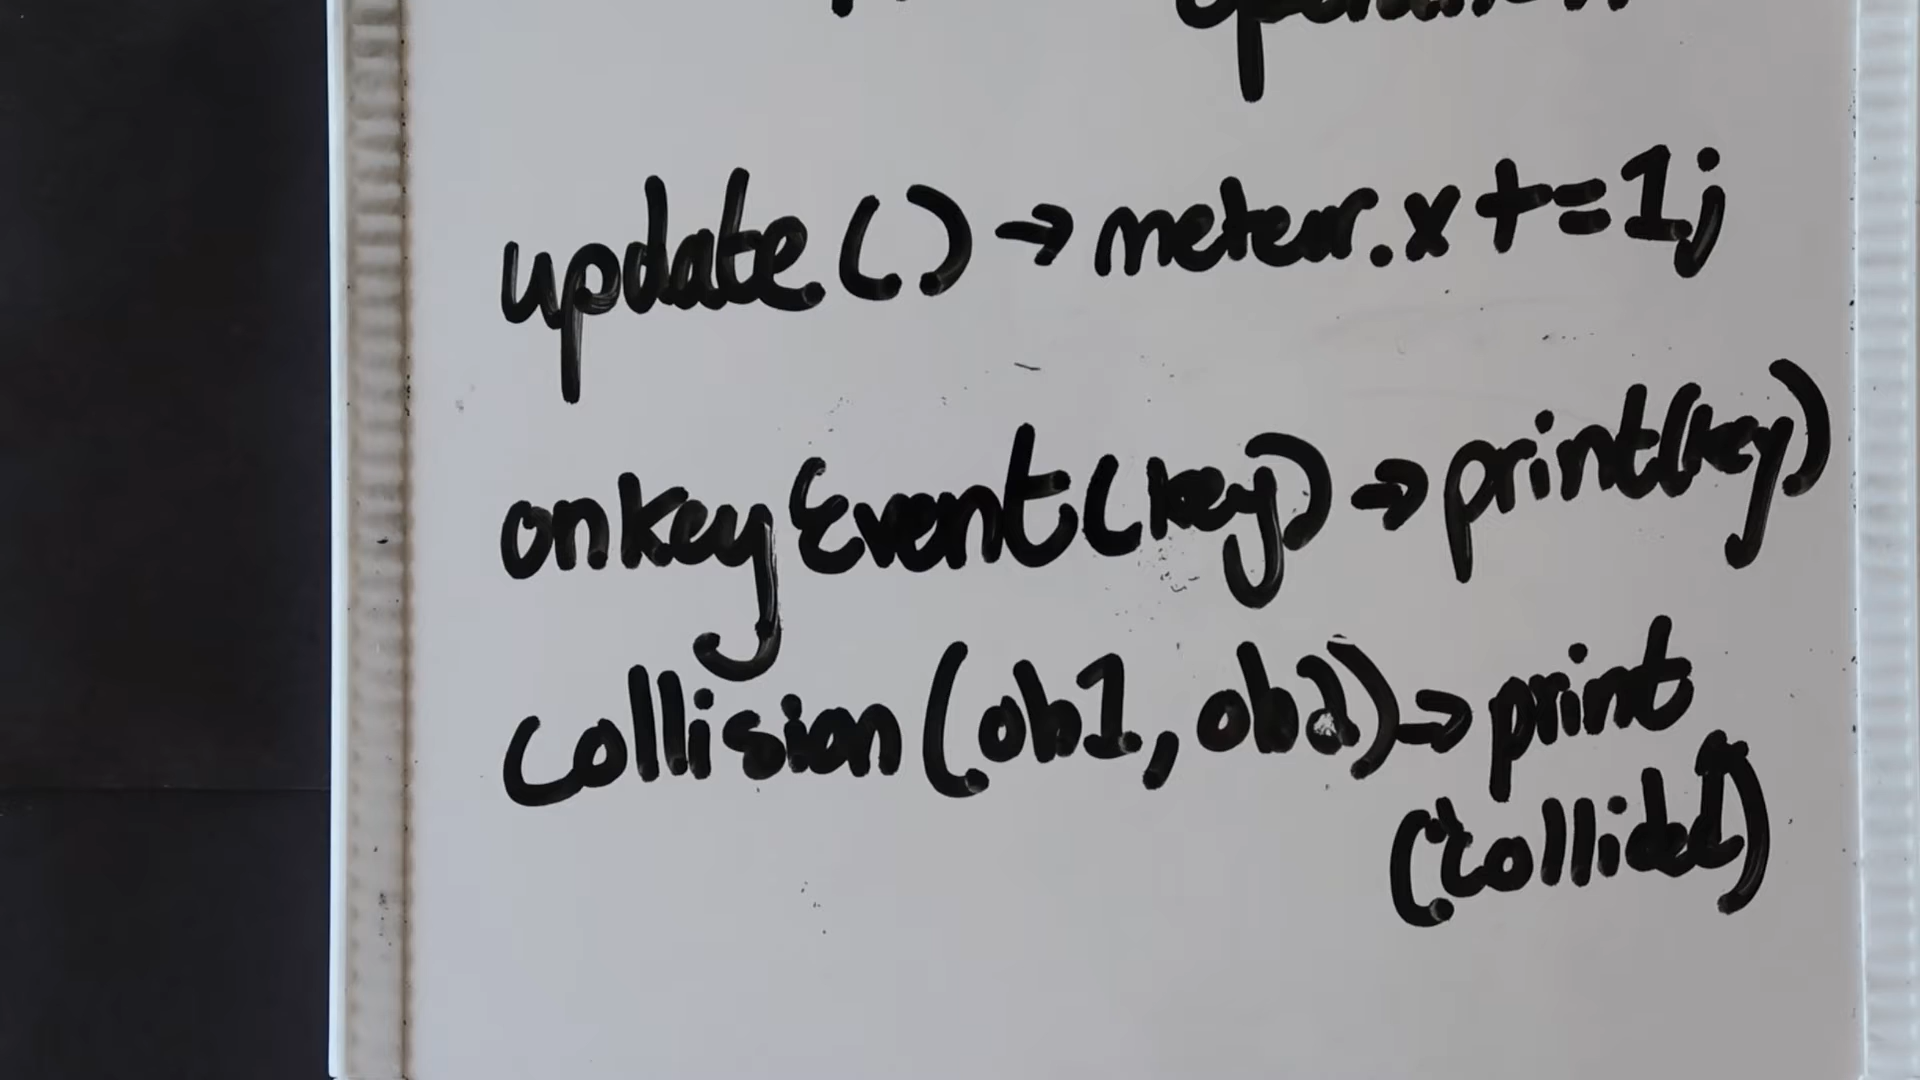 update() → meteor.x += 1;
onkeyEvent(key) → print(key)
collision(ob1, ob2) → print
("collided")